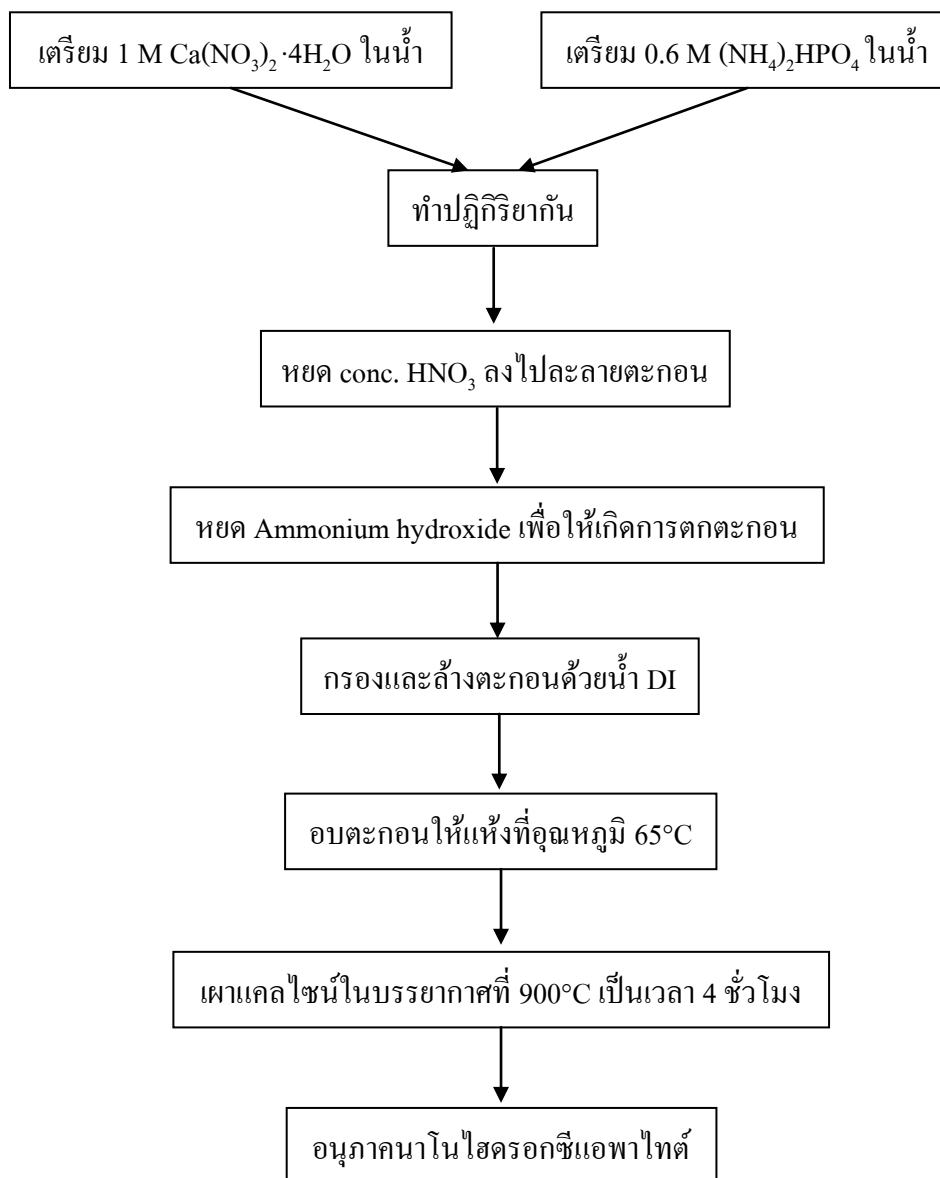 เตรียม 1 M Ca(NO₃)₂·4H₂O ในน้ำ
เตรียม 0.6 M (NH₄)₂HPO₄ ในน้ำ
ทำปฏิกิริยากัน
หยด conc. HNO₃ ลงไปละลายตะกอน
หยด Ammonium hydroxide เพื่อให้เกิดการตกตะกอน
กรองและล้างตะกอนด้วยน้ำ DI
อบตะกอนให้แห้งที่อุณหภูมิ 65°C
เผาแคลไซน์ในบรรยากาศที่ 900°C เป็นเวลา 4 ชั่วโมง
อนุภาคนาโนไฮดรอกซีแอพาไทต์